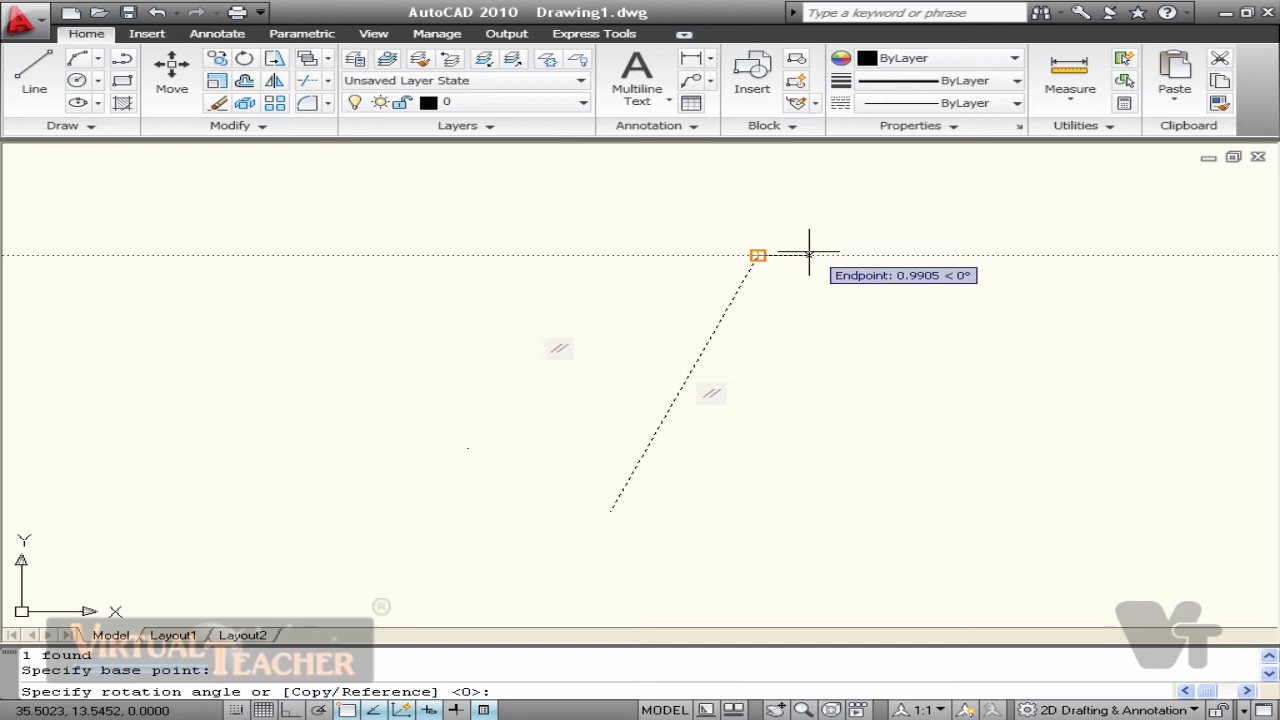 AutoCAD 2010 Drawing1.dwg
Type a keyword or phrase
Home Insert Annotate Parametric View Manage Output Express Tools
Line
Move
Unsaved Layer State
0
Multiline
Text
Insert
ByLayer
ByLayer
ByLayer
Measure
Paste
Draw Modify Layers Annotation Block Properties Utilities Clipboard
Endpoint: 0.9905 < 0°
Y
X
®
Model Layout1 Layout2
VIRTUAL
TEACHER
VT
1 found
Specify base point:
Specify rotation angle or [Copy/Reference] <0>:
35.5023, 13.5452, 0.0000
MODEL
1:1
2D Drafting & Annotation